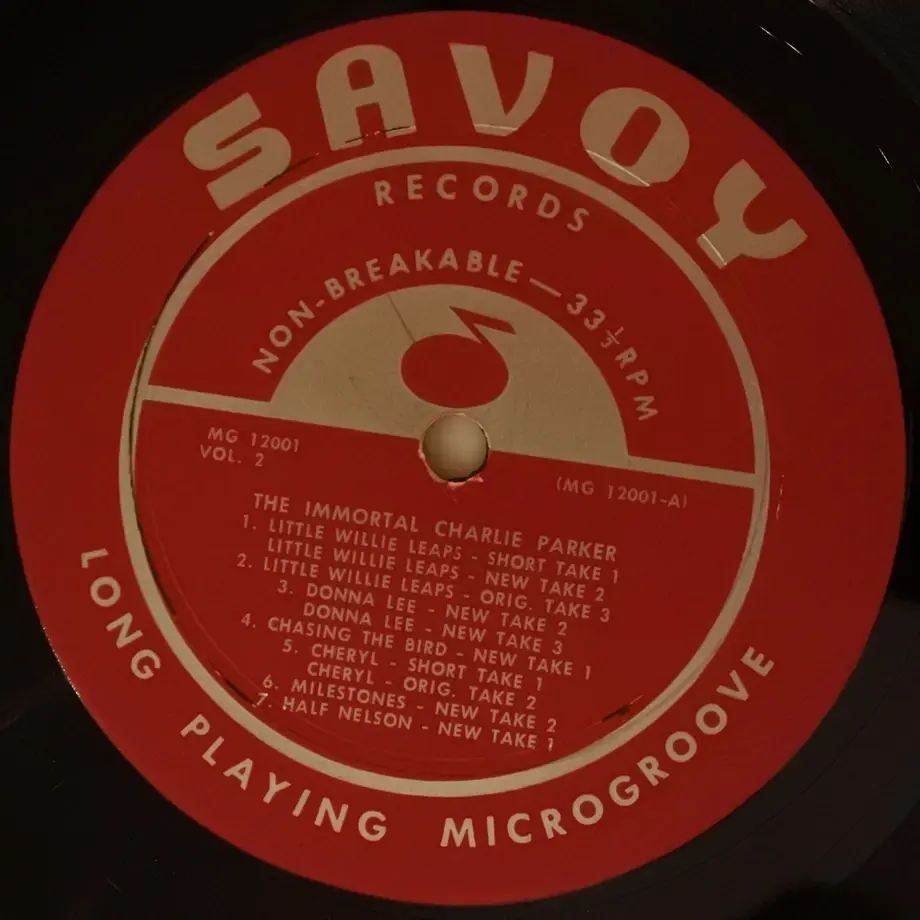 SAVOY
RECORDS
NON-BREAKABLE — 33⅓ RPM
MG 12001
VOL. 2
(MG 12001-A)
THE IMMORTAL CHARLIE PARKER
1. LITTLE WILLIE LEAPS - SHORT TAKE 1
LITTLE WILLIE LEAPS - NEW TAKE 2
2. LITTLE WILLIE LEAPS - ORIG. TAKE 3
3. DONNA LEE - NEW TAKE 2
DONNA LEE - NEW TAKE 3
4. CHASING THE BIRD - NEW TAKE 1
5. CHERYL - SHORT TAKE 1
CHERYL - ORIG. TAKE 2
6. MILESTONES - NEW TAKE 2
7. HALF NELSON - NEW TAKE 1
LONG PLAYING MICROGROOVE